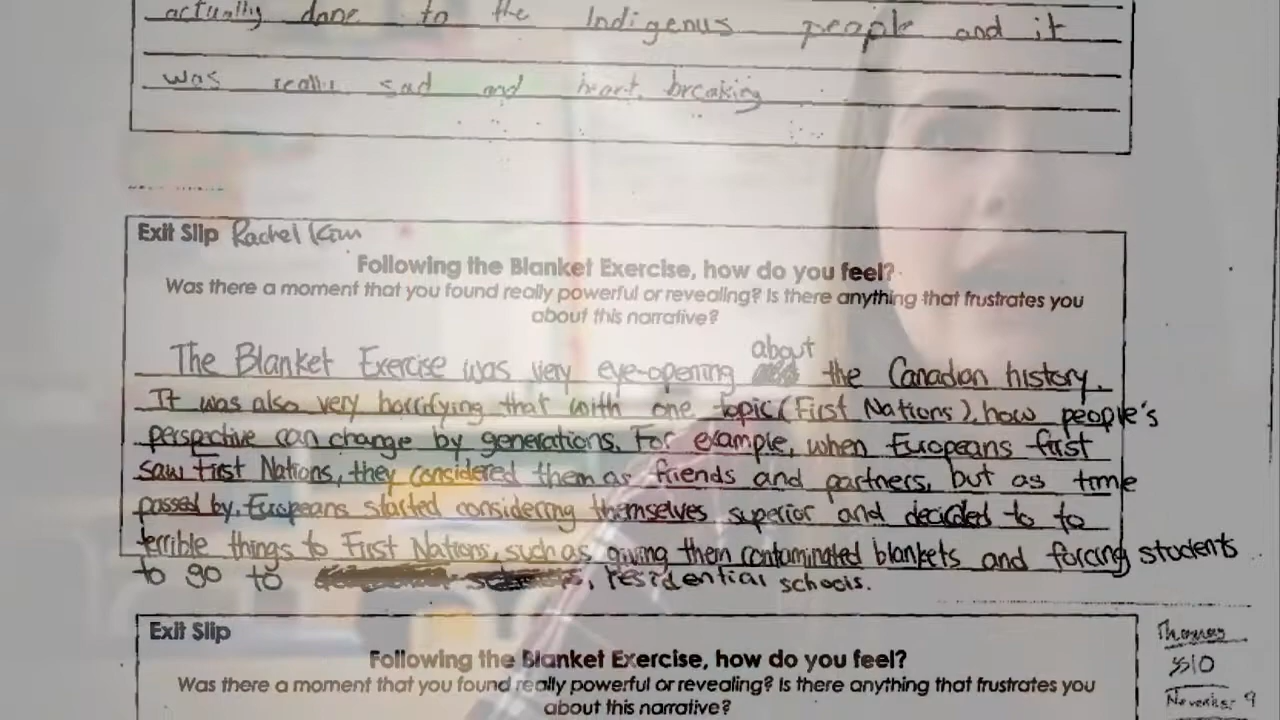 actually done to the Indigenus people and it
was really sad and heart breaking
Exit Slip Rachel Kim
Following the Blanket Exercise, how do you feel?
Was there a moment that you found really powerful or revealing? Is there anything that frustrates you
about this narrative?
about
The Blanket Exercise was very eye-opening the Canadian history.
It was also very horrifying that with one topic (First Nations), how people's
perspective can change by generations. For example, when Europeans first
saw First Nations, they considered them as friends and partners, but as time
passed by, Europeans started considering themselves superior and decided to to
terrible things to First Nations, such as giving them contaminated blankets and forcing students
to go to residential schools.
Exit Slip
Following the Blanket Exercise, how do you feel?
Was there a moment that you found really powerful or revealing? Is there anything that frustrates you
about this narrative?
Thomas
SS10
November 9